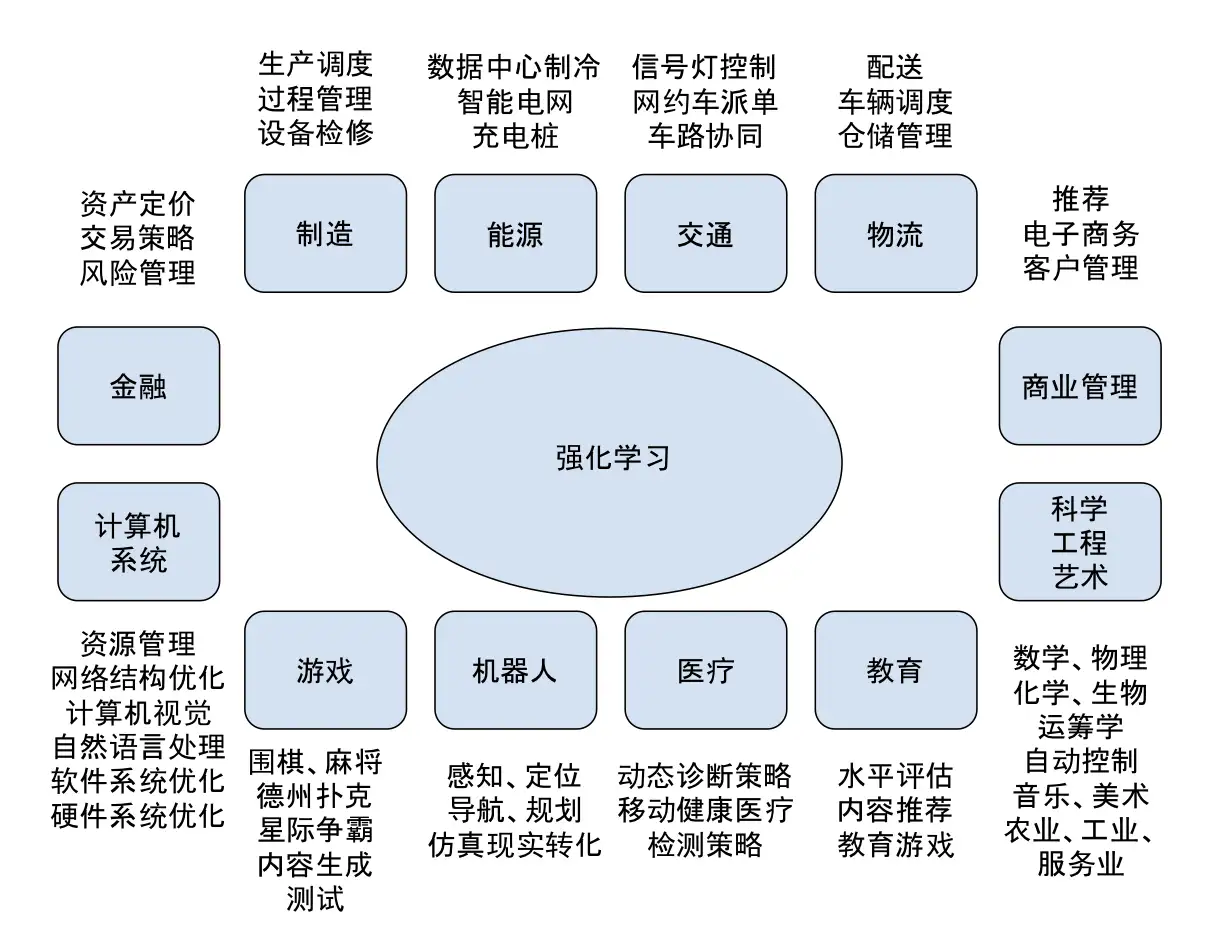 生产调度
过程管理
设备检修
数据中心制冷
智能电网
充电桩
信号灯控制
网约车派单
车路协同
配送
车辆调度
仓储管理
资产定价
交易策略
风险管理
制造
能源
交通
物流
推荐
电子商务
客户管理
金融
强化学习
商业管理
计算机
系统
科学
工程
艺术
资源管理
网络结构优化
计算机视觉
自然语言处理
软件系统优化
硬件系统优化
游戏
机器人
医疗
教育
围棋、麻将
德州扑克
星际争霸
内容生成
测试
感知、定位
导航、规划
仿真现实转化
动态诊断策略
移动健康医疗
检测策略
水平评估
内容推荐
教育游戏
数学、物理
化学、生物
运筹学
自动控制
音乐、美术
农业、工业、
服务业